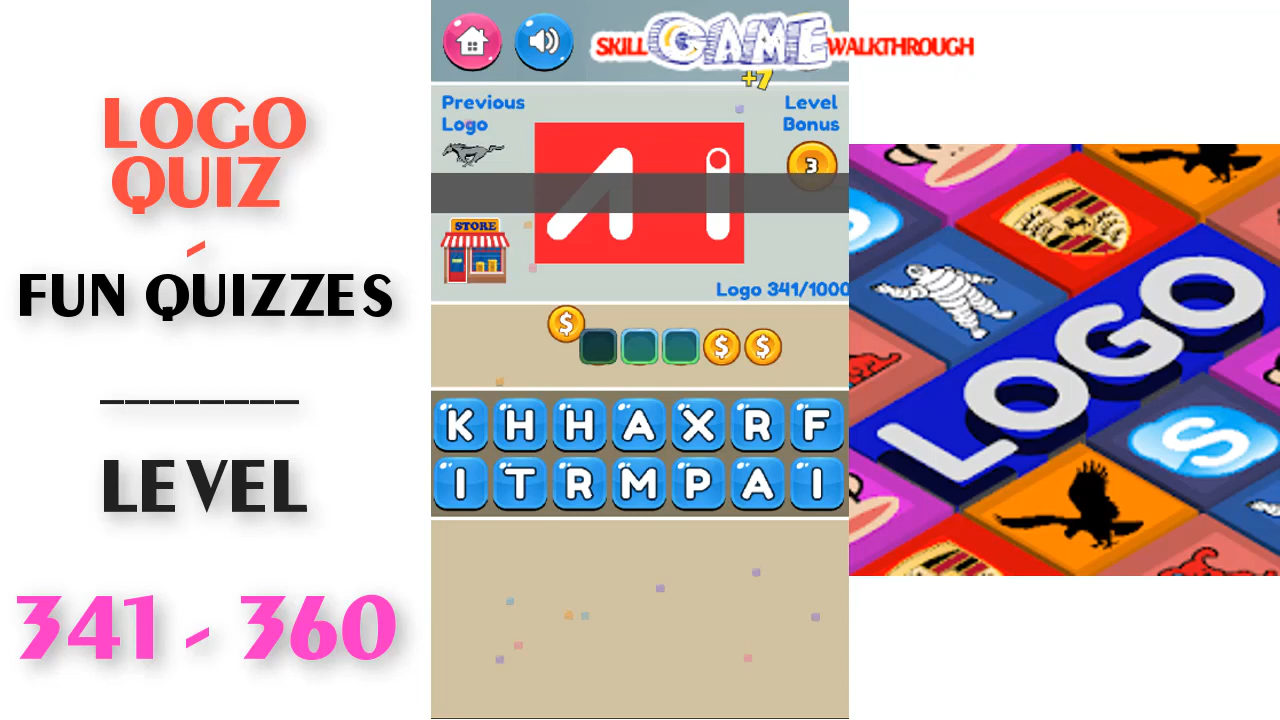 LOGO
QUIZ
-
FUN QUIZZES
________
LEVEL
341 - 360
SKILL GAME WALKTHROUGH
+7
Previous
Logo
Level
Bonus
3
STORE
Logo 341/1000
$ $ $
K H H A X R F
I T R M P A I
LOGO
S